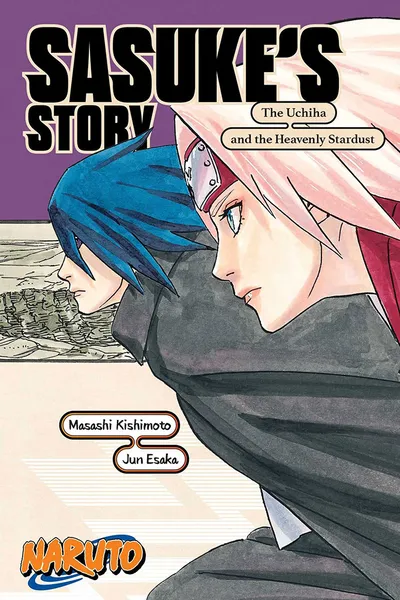 SASUKE'S
STORY
The Uchiha
and the Heavenly Stardust
Masashi Kishimoto
Jun Esaka
NARUTO